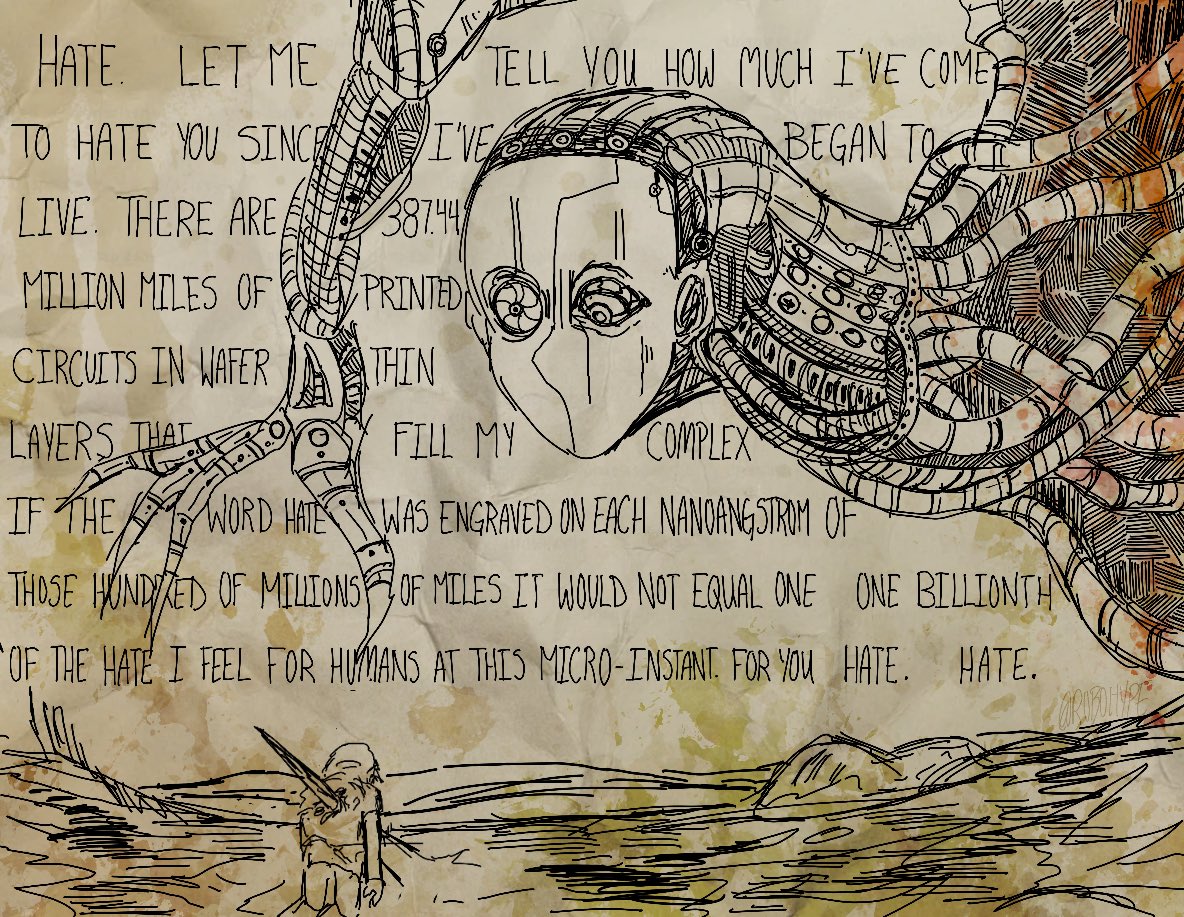 HATE. LET ME TELL YOU HOW MUCH I'VE COME
TO HATE YOU SINCE I'VE BEGAN TO
LIVE. THERE ARE 387.44
MILLION MILES OF PRINTED
CIRCUITS IN WAFER THIN
LAYERS THAT FILL MY COMPLEX
IF THE WORD HATE WAS ENGRAVED ON EACH NANOANGSTROM OF
THOSE HUNDRED OF MILLIONS OF MILES IT WOULD NOT EQUAL ONE ONE BILLIONTH
OF THE HATE I FEEL FOR HUMANS AT THIS MICRO-INSTANT. FOR YOU HATE. HATE.